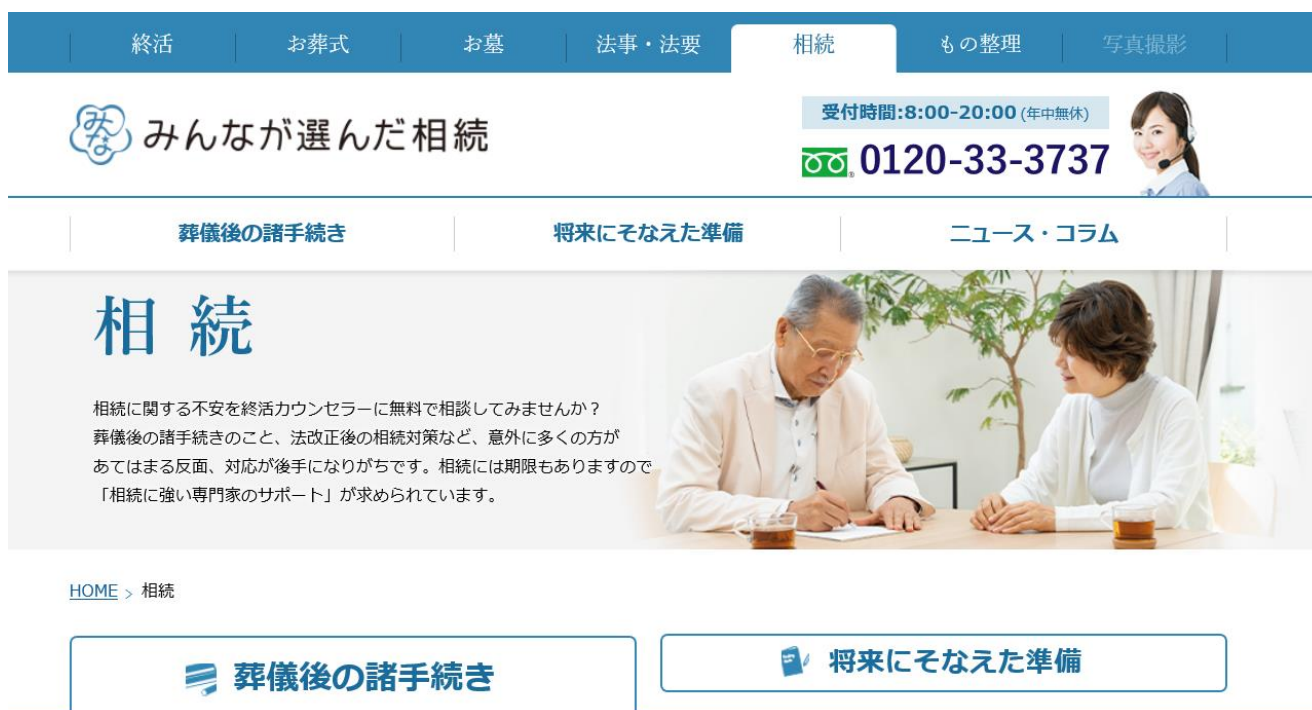 終活 お葬式 お墓 法事・法要 相続 もの整理 写真撮影
みな
みんなが選んだ相続
受付時間:8:00-20:00 (年中無休)
0120-33-3737
葬儀後の諸手続き 将来にそなえた準備 ニュース・コラム
相続
相続に関する不安を終活カウンセラーに無料で相談してみませんか？
葬儀後の諸手続きのこと、法改正後の相続対策など、意外に多くの方が
あてはまる反面、対応が後手になりがちです。相続には期限もありますので
「相続に強い専門家のサポート」が求められています。
HOME > 相続
葬儀後の諸手続き
将来にそなえた準備